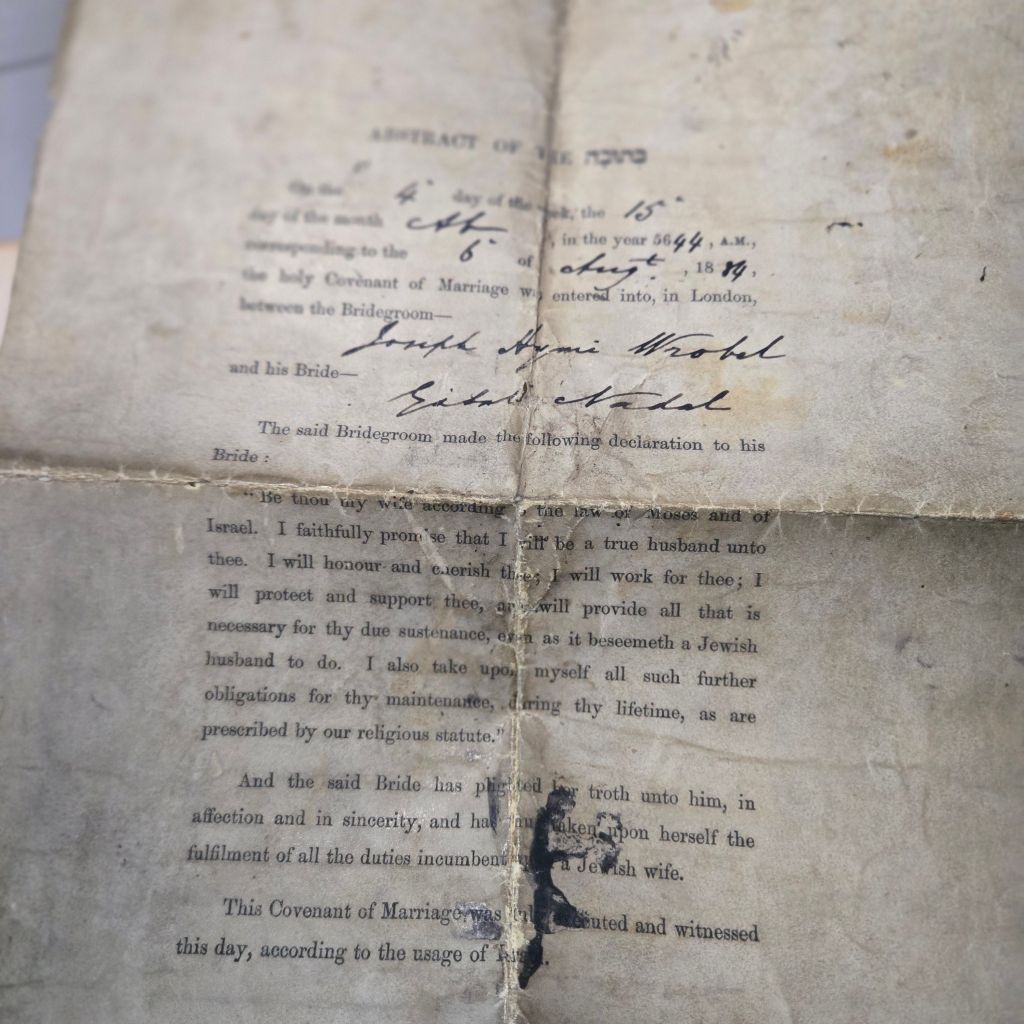 ABSTRACT OF THE כתובה
On the 4th day of the week, the 15th
day of the month Ab, in the year 5644, A.M.,
corresponding to the 6th of Augt., 1884,
the holy Covenant of Marriage was entered into, in London,
between the Bridegroom—
Joseph Hymi Wrobel
and his Bride—
Nadal
The said Bridegroom made the following declaration to his
Bride :
"Be thou my wife according to the law of Moses and of
Israel. I faithfully promise that I will be a true husband unto
thee. I will honour and cherish thee; I will work for thee; I
will protect and support thee, and will provide all that is
necessary for thy due sustenance, even as it beseemeth a Jewish
husband to do. I also take upon myself all such further
obligations for thy maintenance, during thy lifetime, as are
prescribed by our religious statute."
And the said Bride has plighted her troth unto him, in
affection and in sincerity, and has thus taken upon herself the
fulfilment of all the duties incumbent upon a Jewish wife.
This Covenant of Marriage was duly executed and witnessed
this day, according to the usage of Israel.